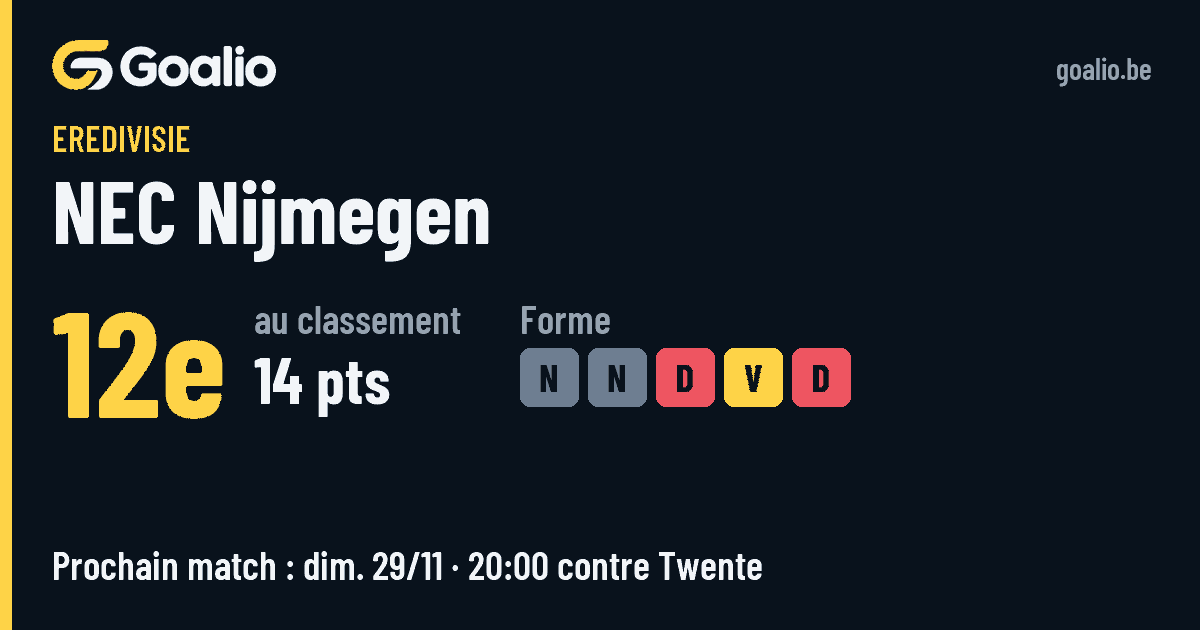 Goalio
goalio.be
EREDIVISIE
NEC Nijmegen
12e
au classement
14 pts
Forme
N N D V D
Prochain match : dim. 29/11 · 20:00 contre Twente